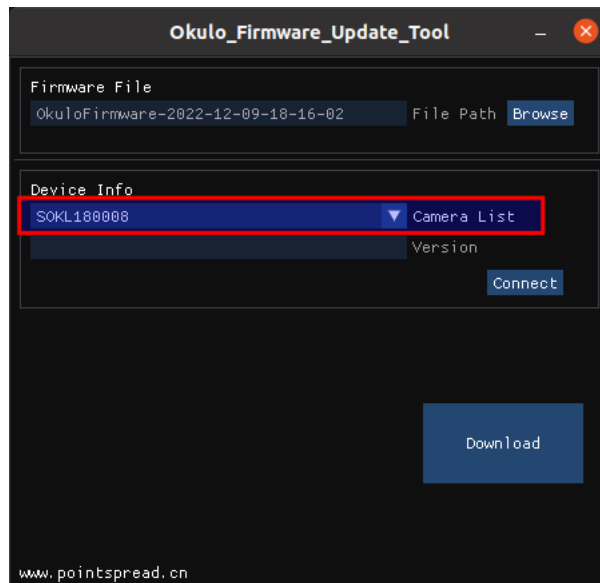 Okulo_Firmware_Update_Tool
Firmware File
OkuloFirmware-2022-12-09-18-16-02 File Path Browse
Device Info
SOKL180008 Camera List
Version
Connect
Download
www.pointspread.cn